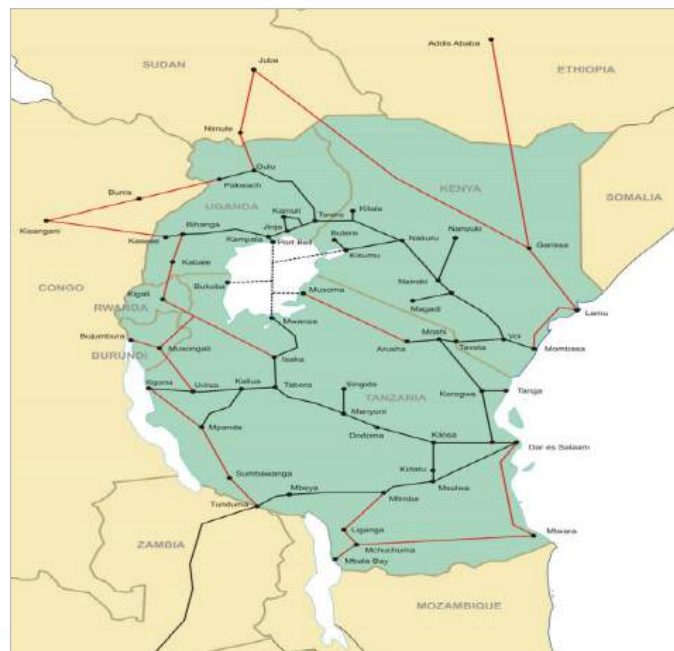 Addis Ababa
SUDAN
Juba
ETHIOPIA
Nimule
Gulu
Pakwach
SOMALIA
KENYA
Bunia
UGANDA
Kamuli
Kitale
Tororo
Kisangani
Bihanga
Jinja
Butere
Nanyuki
Kasese
Kampala
Port Bell
Nakuru
Garissa
Kisumu
Kabale
CONGO
Bukoba
Nairobi
Musoma
Kigali
Magadi
RWANDA
Lamu
Mwanza
Bujumbura
Moshi
Voi
Musongati
Arusha
Taveta
Mombasa
BURUNDI
Isaka
Kigoma
Uvinza
Kaliua
Tabora
Singida
TANZANIA
Korogwe
Tanga
Manyoni
Mpanda
Dodoma
Kilosa
Dar es Salaam
Kidatu
Sumbawanga
Mbeya
Mlimba
Tunduma
Liganga
Mtwara
ZAMBIA
Mchuchuma
Mbala Bay
MOZAMBIQUE